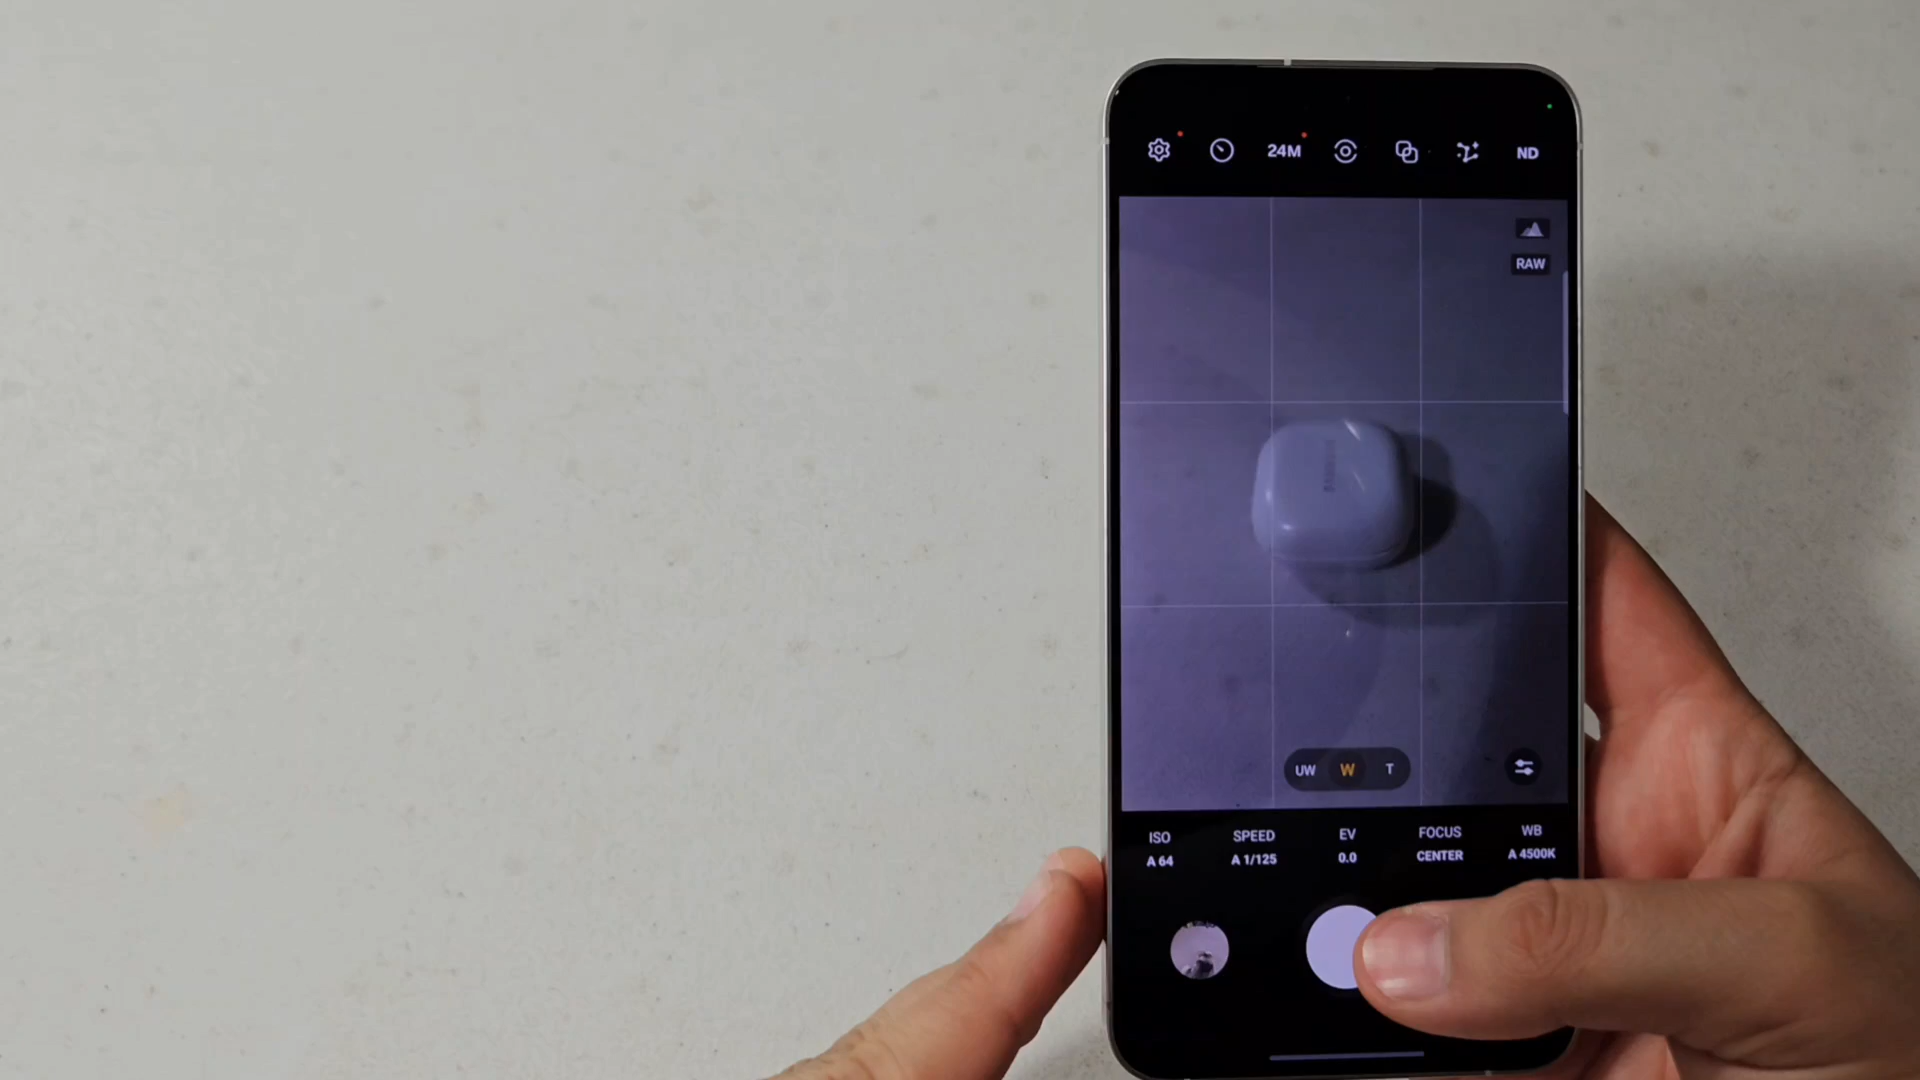 24M
ND
RAW
UW W T
ISO SPEED EV FOCUS WB
A 64 A 1/125 0.0 CENTER A 4500K